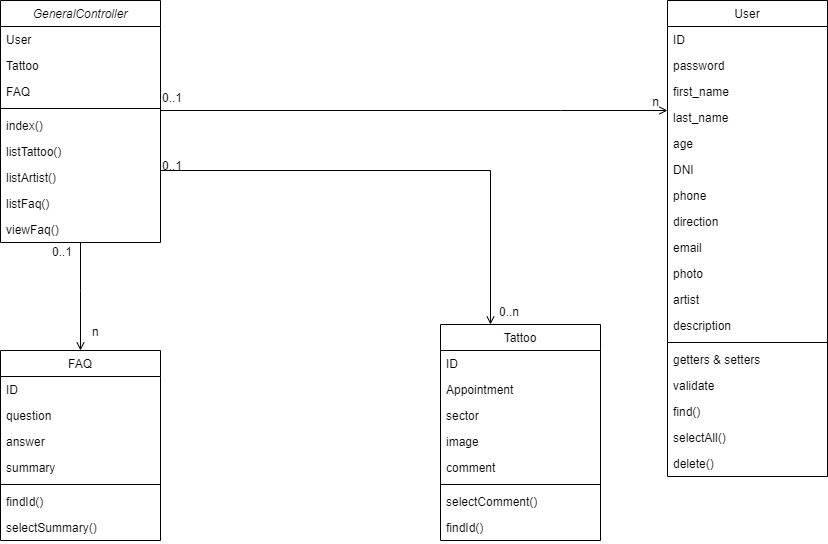 GeneralController
User
Tattoo
FAQ
index()
listTattoo()
listArtist()
listFaq()
viewFaq()
0..1
n
0..1
0..n
0..1
n
User
ID
password
first_name
last_name
age
DNI
phone
direction
email
photo
artist
description
getters & setters
validate
find()
selectAll()
delete()
FAQ
ID
question
answer
summary
findId()
selectSummary()
Tattoo
ID
Appointment
sector
image
comment
selectComment()
findId()